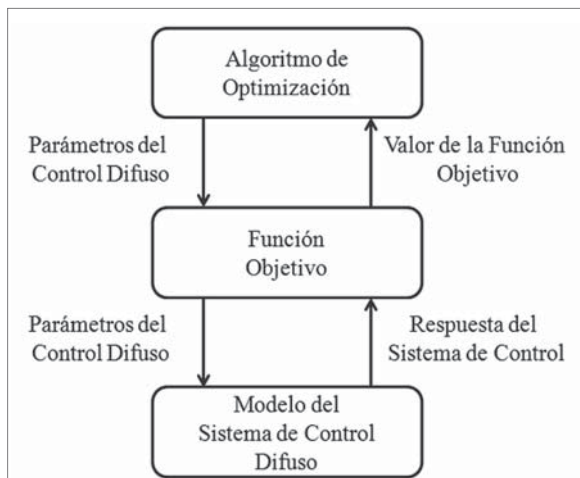 Algoritmo de
Optimización
Parámetros del
Control Difuso
Valor de la Función
Objetivo
Función
Objetivo
Parámetros del
Control Difuso
Respuesta del
Sistema de Control
Modelo del
Sistema de Control
Difuso